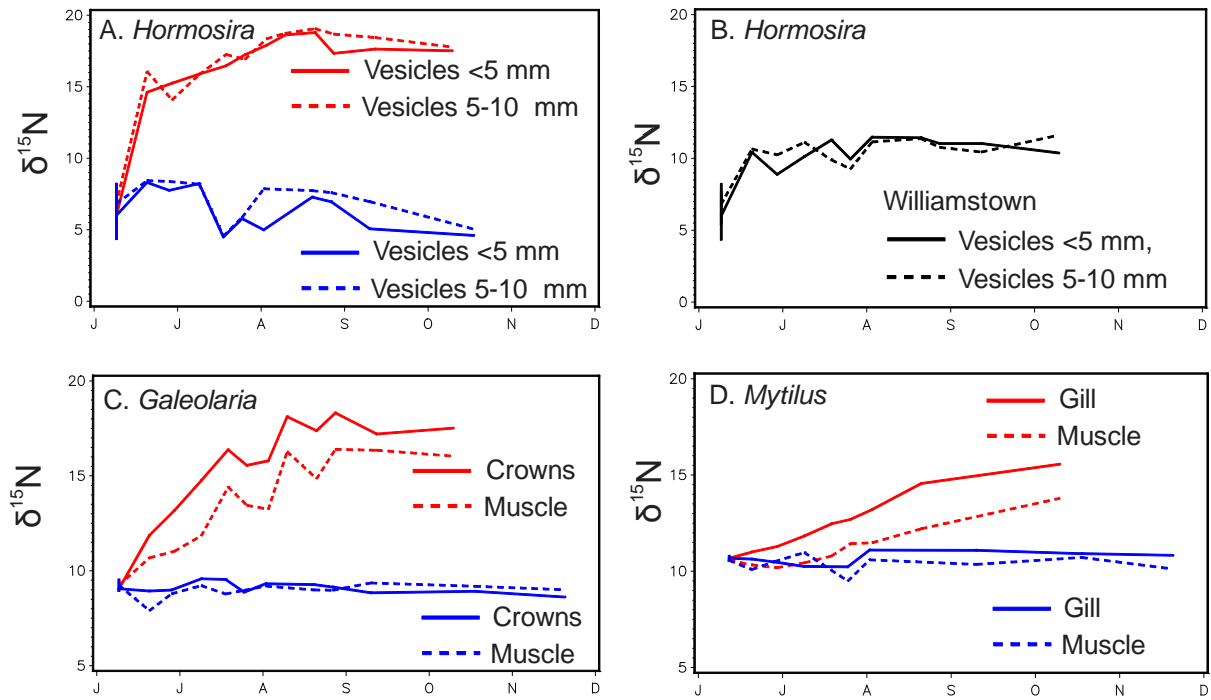 A. Hormosira
δ15N
20
15
10
5
0
Vesicles <5 mm
Vesicles 5-10 mm
Vesicles <5 mm
Vesicles 5-10 mm
J J A S O N D
B. Hormosira
δ15N
20
15
10
5
0
Williamstown
Vesicles <5 mm,
Vesicles 5-10 mm
J J A S O N D
C. Galeolaria
δ15N
20
15
10
5
Crowns
Muscle
Crowns
Muscle
J J A S O N D
D. Mytilus
δ15N
20
15
10
5
Gill
Muscle
Gill
Muscle
J J A S O N D